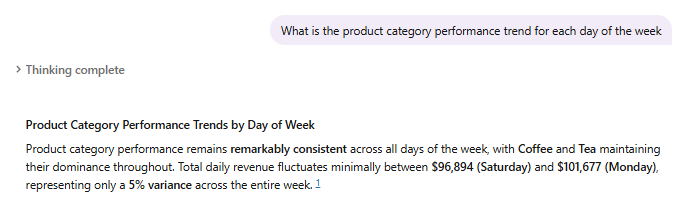 What is the product category performance trend for each day of the week
> Thinking complete
Product Category Performance Trends by Day of Week
Product category performance remains remarkably consistent across all days of the week, with Coffee and Tea maintaining
their dominance throughout. Total daily revenue fluctuates minimally between $96,894 (Saturday) and $101,677 (Monday),
representing only a 5% variance across the entire week. 1